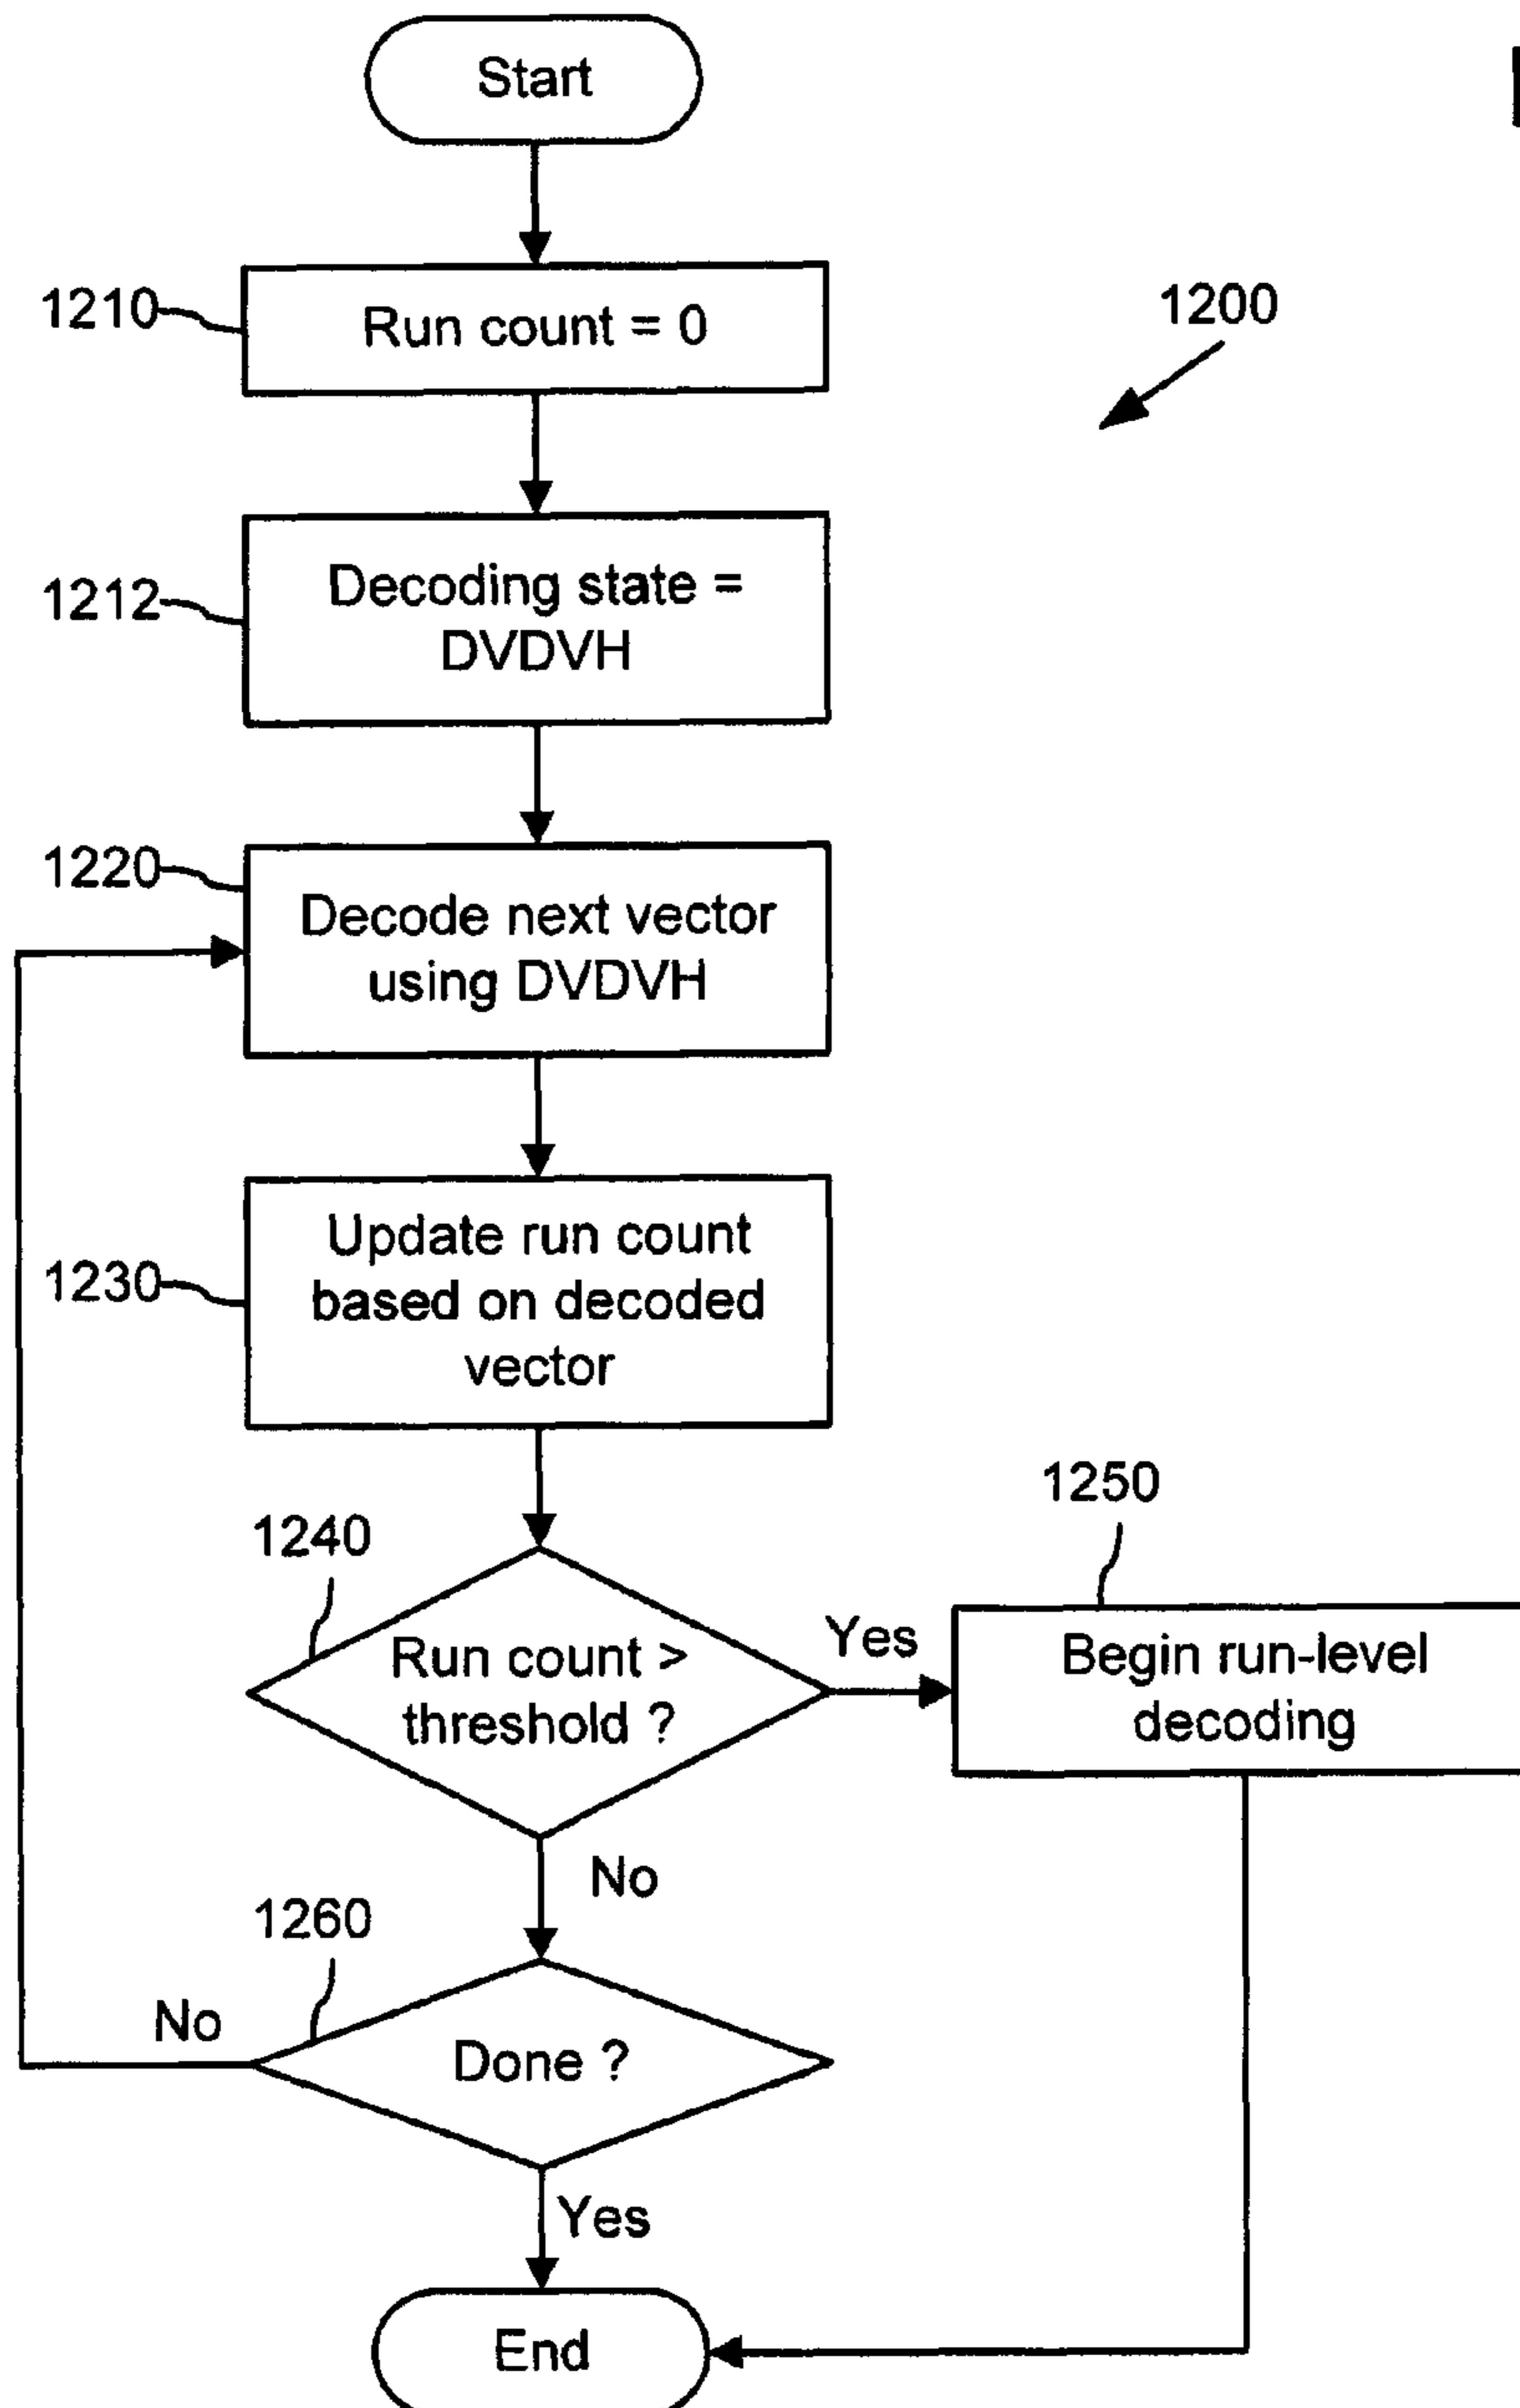 Start
1210
Run count = 0
1200
1212
Decoding state =
DVDVH
1220
Decode next vector
using DVDVH
1230
Update run count
based on decoded
vector
1240
Run count >
threshold ?
Yes
1250
Begin run-level
decoding
No
1260
Done ?
No
Yes
End